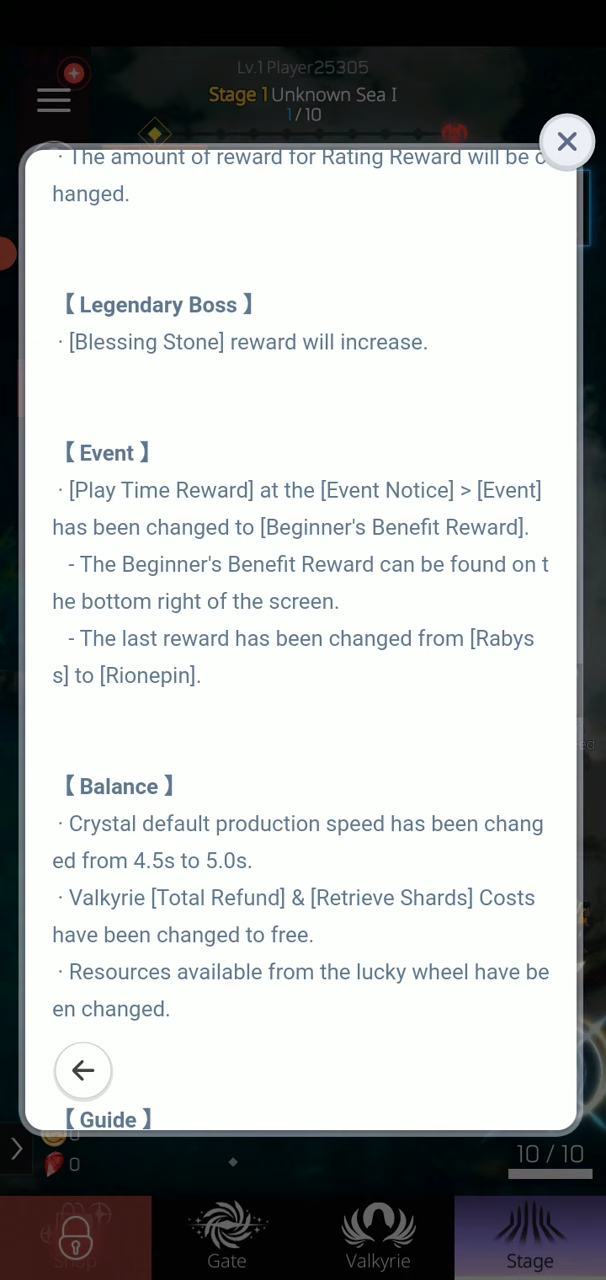 Lv.1 Player25305
Stage 1 Unknown Sea I
1/10
· The amount of reward for Rating Reward will be c
hanged.
【 Legendary Boss 】
· [Blessing Stone] reward will increase.
【 Event 】
· [Play Time Reward] at the [Event Notice] > [Event]
has been changed to [Beginner's Benefit Reward].
- The Beginner's Benefit Reward can be found on t
he bottom right of the screen.
- The last reward has been changed from [Rabys
s] to [Rionepin].
【 Balance 】
· Crystal default production speed has been chang
ed from 4.5s to 5.0s.
· Valkyrie [Total Refund] & [Retrieve Shards] Costs
have been changed to free.
· Resources available from the lucky wheel have be
en changed.
【 Guide 】
0
0
10 / 10
Shop
Gate
Valkyrie
Stage